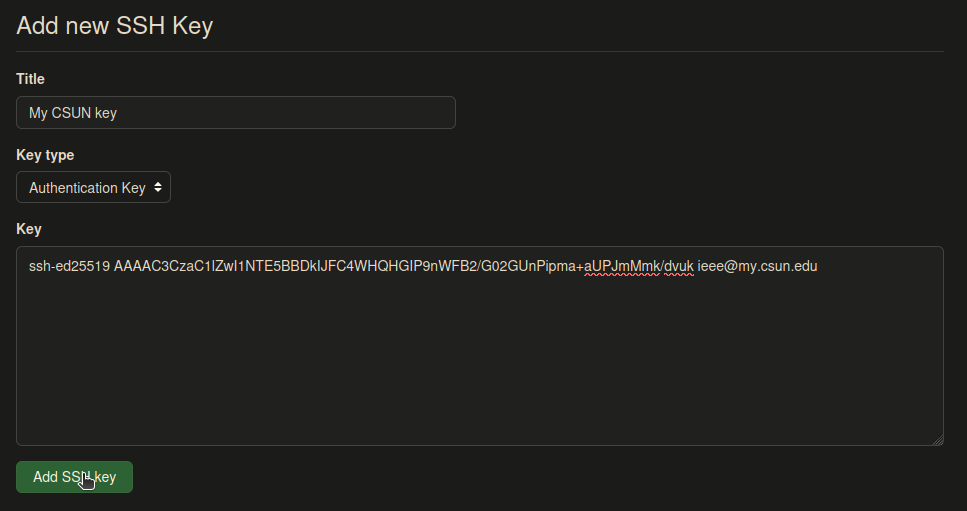 Add new SSH Key
Title
My CSUN key
Key type
Authentication Key
Key
ssh-ed25519 AAAAC3CzaC1lZwI1NTE5BBDkIJFC4WHQHGIP9nWFB2/G02GUnPipma+aUPJmMmk/dvuk ieee@my.csun.edu
Add SSH key